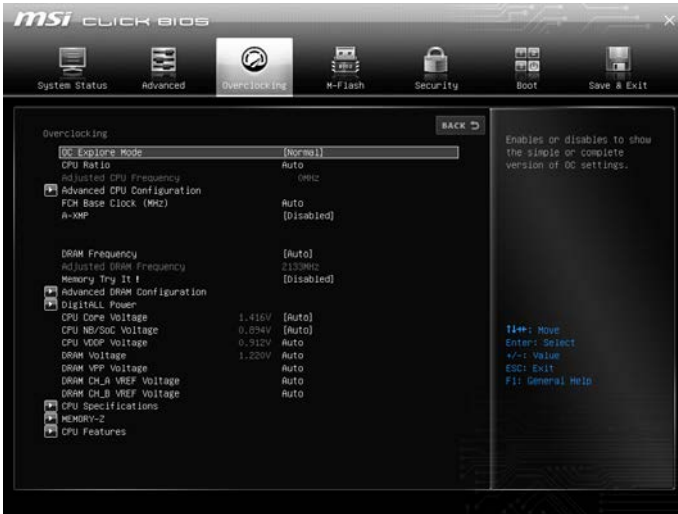 msi CLICK BIOS
System Status Advanced Overclocking M-Flash Security Boot Save & Exit
BACK
Overclocking
OC Explore Mode [Normal]
CPU Ratio Auto
Adjusted CPU Frequency 0MHz
Advanced CPU Configuration
FCH Base Clock (MHz) Auto
A-XMP [Disabled]
DRAM Frequency [Auto]
Adjusted DRAM Frequency 2133MHz
Memory Try It ! [Disabled]
Advanced DRAM Configuration
DigitALL Power
CPU Core Voltage 1.416V [Auto]
CPU NB/SoC Voltage 0.894V [Auto]
CPU VDDP Voltage 0.912V Auto
DRAM Voltage 1.220V Auto
DRAM VPP Voltage Auto
DRAM CH_A VREF Voltage Auto
DRAM CH_B VREF Voltage Auto
CPU Specifications
MEMORY-Z
CPU Features
Enables or disables to show
the simple or complete
version of OC settings.
↑↓←→: Move
Enter: Select
+/-: Value
ESC: Exit
F1: General Help